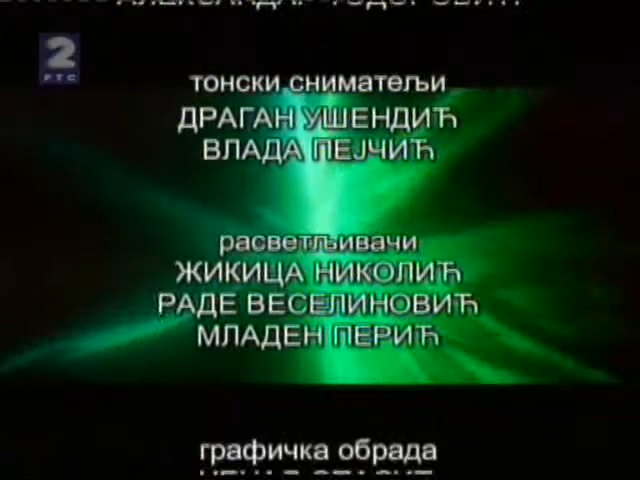 2
РТС
тонски сниматељи
ДРАГАН УШЕНДИЋ
ВЛАДА ПЕЈЧИЋ
расветљивачи
ЖИКИЦА НИКОЛИЋ
РАДЕ ВЕСЕЛИНОВИЋ
МЛАДЕН ПЕРИЋ
графичка обрада